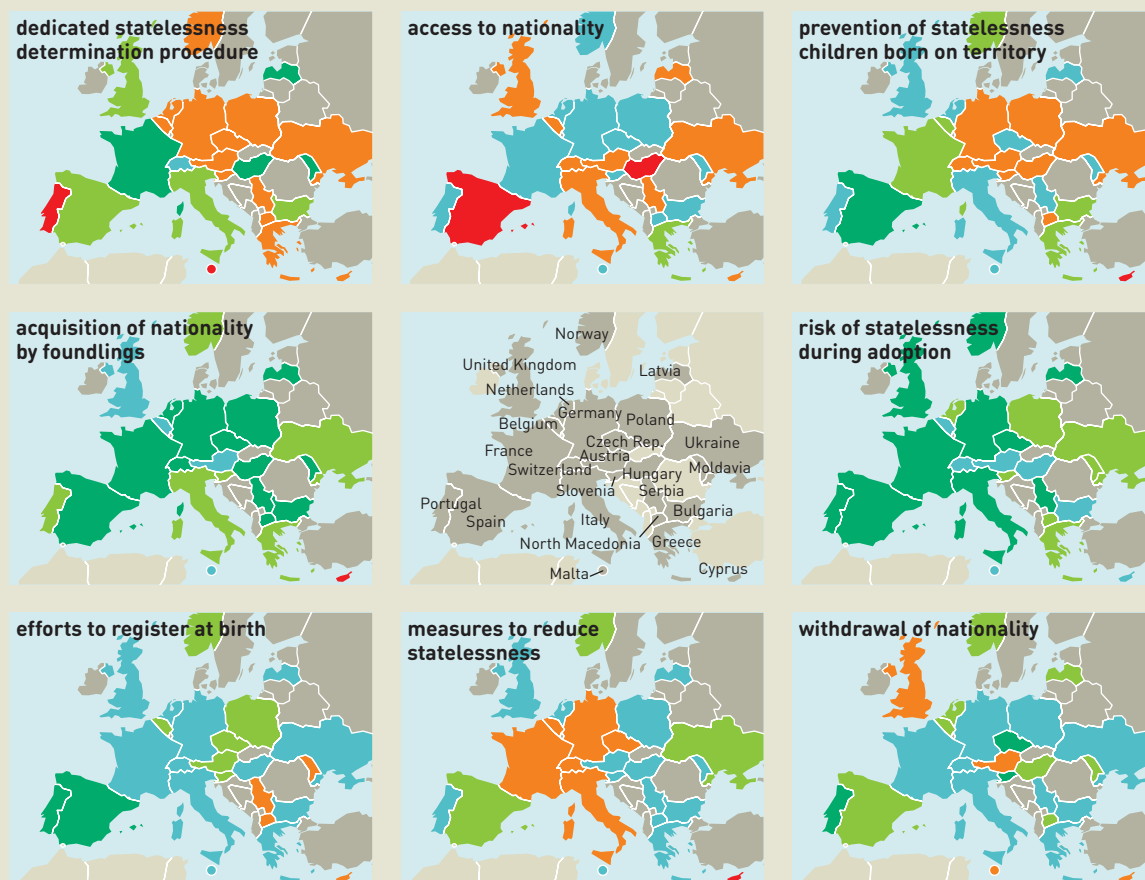 dedicated statelessness
determination procedure
access to nationality
prevention of statelessness
children born on territory
acquisition of nationality
by foundlings
Norway
United Kingdom
Latvia
Netherlands
Germany
Poland
Belgium
Czech Rep.
Ukraine
France
Austria
Switzerland
Hungary
Moldavia
Slovenia
Serbia
Portugal
Spain
Bulgaria
Italy
North Macedonia
Greece
Malta
Cyprus
risk of statelessness
during adoption
efforts to register at birth
measures to reduce
statelessness
withdrawal of nationality